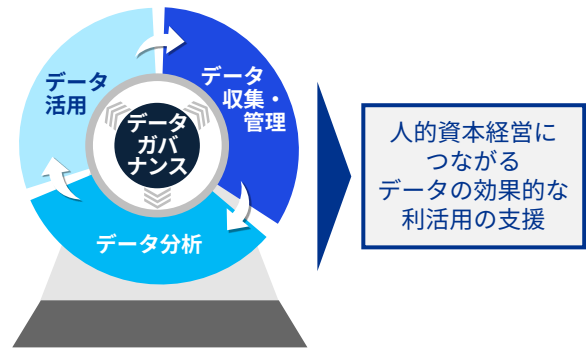 データ
活用
データ
収集・
管理
データ
ガバ
ナンス
データ分析
人的資本経営に
つながる
データの効果的な
利活用の支援